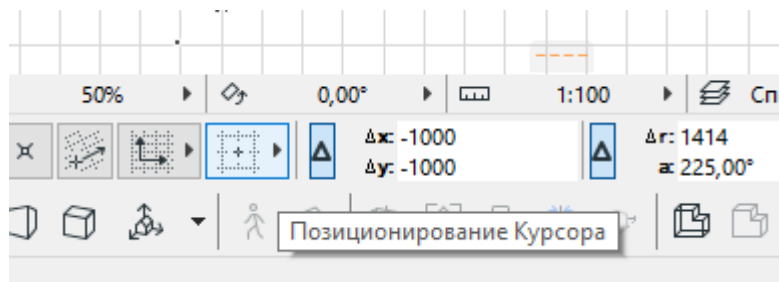 50% 0,00° 1:100 Сп
Δx: -1000 Δr: 1414
Δy: -1000 a: 225,00°
Позиционирование Курсора